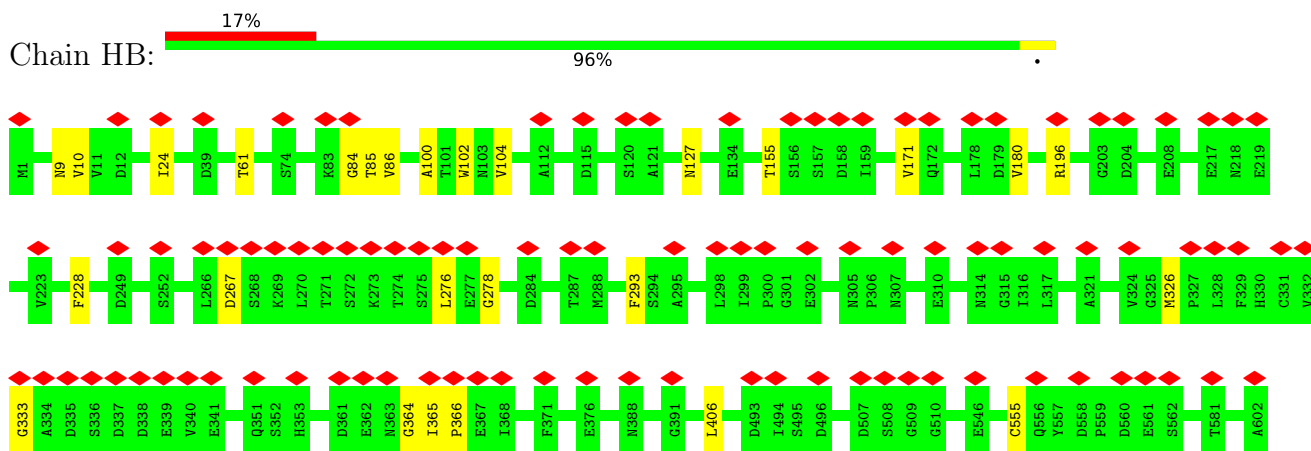 17%
Chain HB:
96%
•
M1 N9 V10 V11 D12 I24 D39 T61 S74 K83 G84 T85 V86 A100 T101 W102 N103 V104 A112 D115 S120 A121 N127 E134 T155 S156 S157 D158 I159 V171 Q172 L178 D179 V180 R196 G203 D204 E208 E217 N218 E219
V223 F228 D249 S252 L266 D267 S268 K269 L270 T271 S272 K273 T274 S275 L276 E277 G278 D284 T287 M288 F293 S294 A295 L298 I299 P300 G301 E302 N305 P306 N307 E310 N314 G315 I316 L317 A321 V324 G325 M326 P327 L328 F329 H330 G331 V332
G333 A334 D335 S336 D337 D338 E339 V340 E341 Q351 S352 H353 D361 E362 N363 G364 I365 P366 E367 I368 F371 E376 N388 G391 L406 D493 I494 S495 D496 D507 S508 G509 G510 E546 C555 Q556 Y557 D558 P559 D560 E561 S562 T581 A602